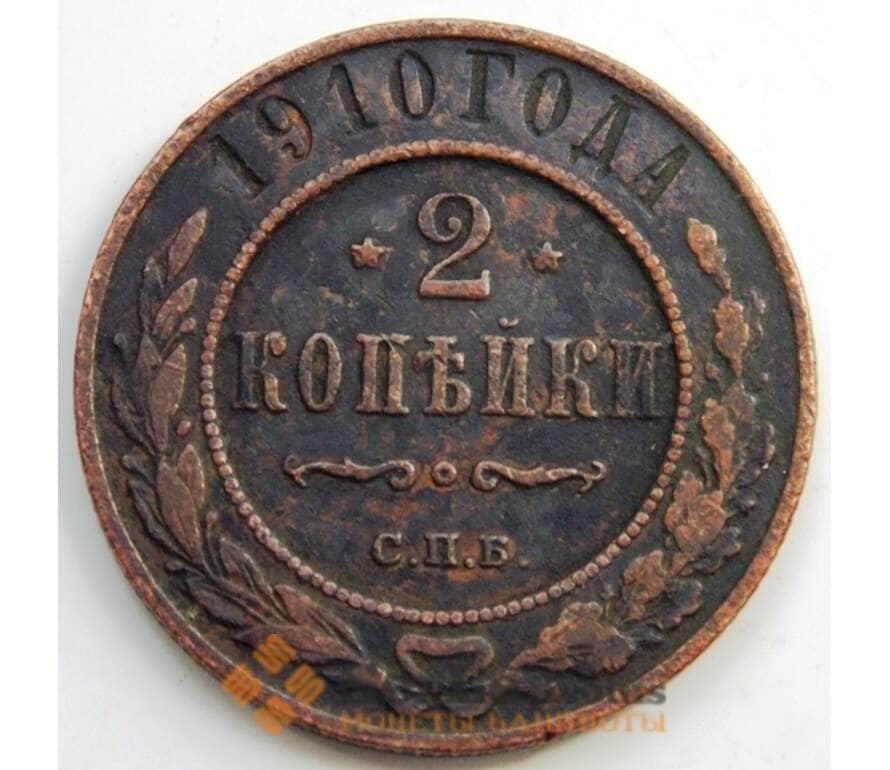 1910 ГОДА
2
КОПѢЙКИ
С.П.Б.
МОНЕТЫ БАНКНОТЫ